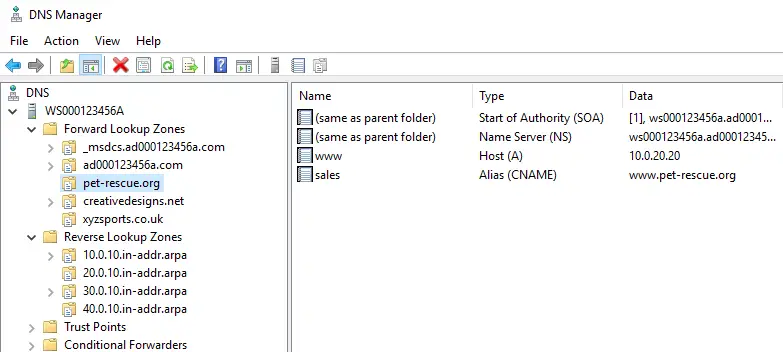 DNS Manager
File Action View Help
DNS
WS000123456A
Forward Lookup Zones
_msdcs.ad000123456a.com
ad000123456a.com
pet-rescue.org
creativedesigns.net
xyzsports.co.uk
Reverse Lookup Zones
10.0.10.in-addr.arpa
20.0.10.in-addr.arpa
30.0.10.in-addr.arpa
40.0.10.in-addr.arpa
Trust Points
Conditional Forwarders
Name Type Data
(same as parent folder) Start of Authority (SOA) [1], ws000123456a.ad0001...
(same as parent folder) Name Server (NS) ws000123456a.ad00012345...
www Host (A) 10.0.20.20
sales Alias (CNAME) www.pet-rescue.org